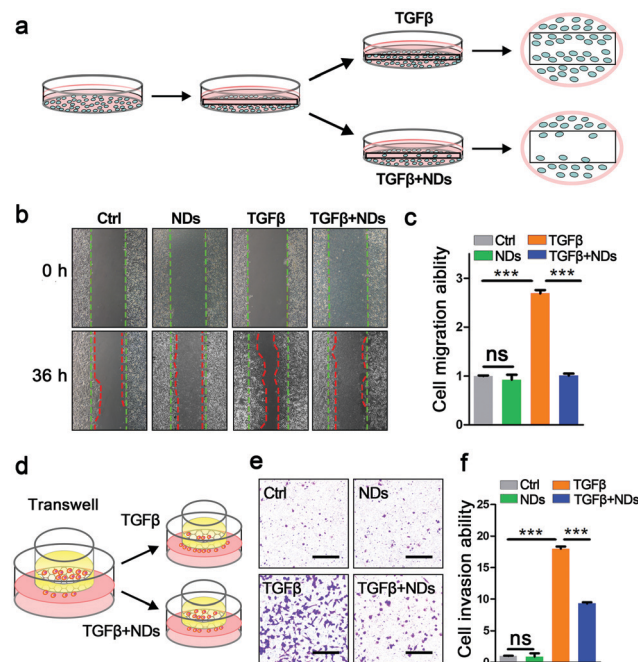 a
TGFβ
TGFβ+NDs
b
Ctrl
NDs
TGFβ
TGFβ+NDs
0 h
36 h
c
Ctrl
TGFβ
NDs
TGFβ+NDs
Cell migration aibility
***
***
ns
3
2
1
0
d
Transwell
TGFβ
TGFβ+NDs
e
Ctrl
NDs
TGFβ
TGFβ+NDs
f
Ctrl
TGFβ
NDs
TGFβ+NDs
Cell invasion ability
***
***
ns
25
20
15
10
5
0